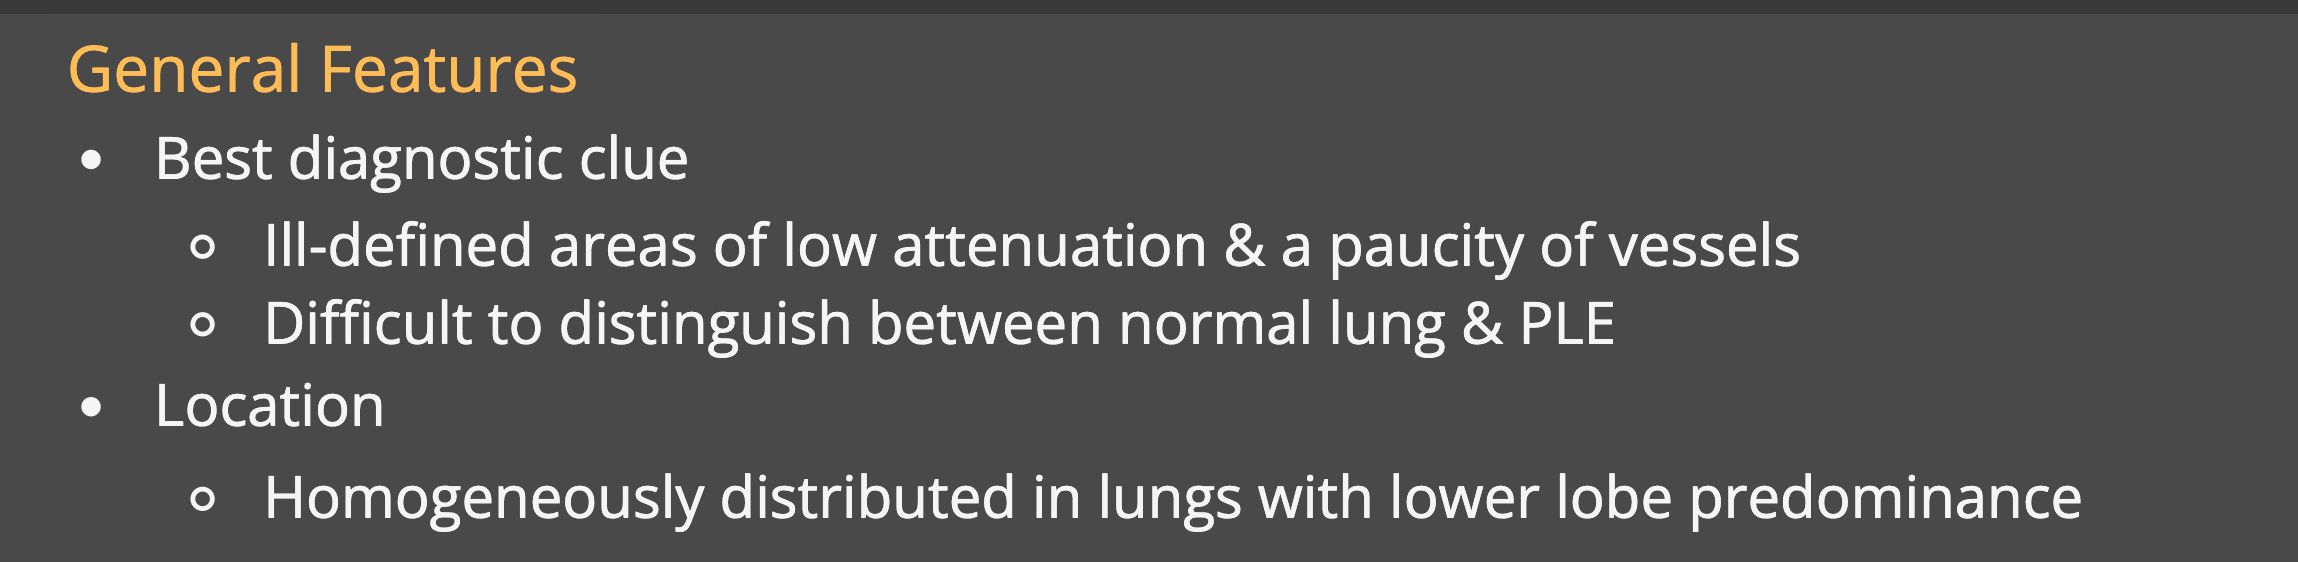 General Features
• Best diagnostic clue
◦ Ill-defined areas of low attenuation & a paucity of vessels
◦ Difficult to distinguish between normal lung & PLE
• Location
◦ Homogeneously distributed in lungs with lower lobe predominance